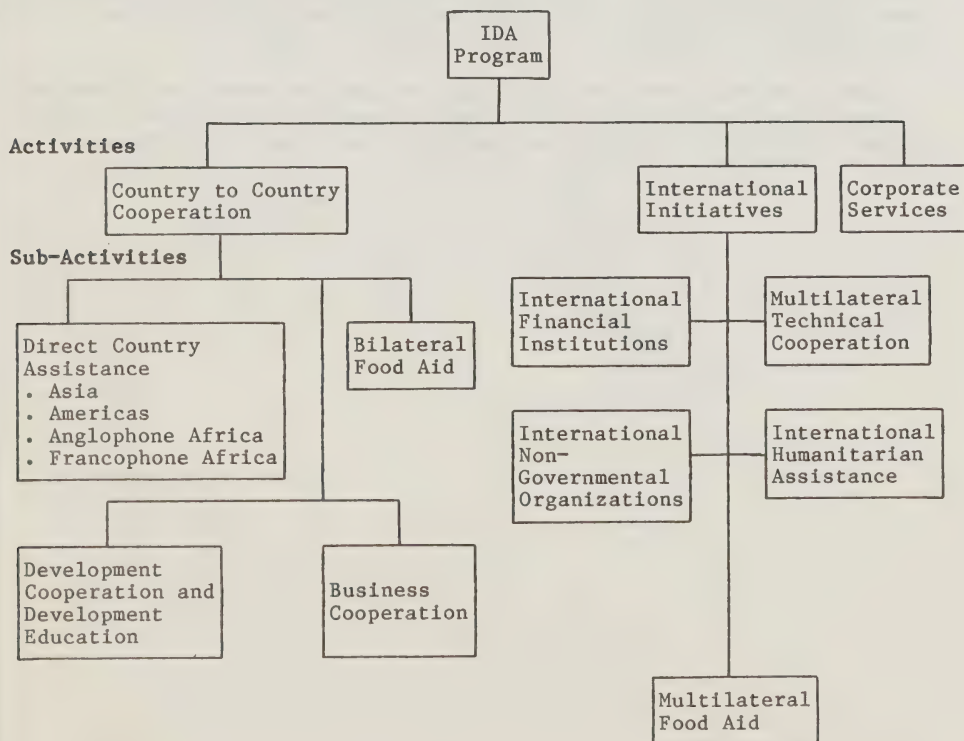 IDA
Program
Activities
Country to Country
Cooperation
International
Initiatives
Corporate
Services
Sub-Activities
Direct Country
Assistance
. Asia
. Americas
. Anglophone Africa
. Francophone Africa
Bilateral
Food Aid
International
Financial
Institutions
Multilateral
Technical
Cooperation
International
Non-
Governmental
Organizations
International
Humanitarian
Assistance
Development
Cooperation and
Development
Education
Business
Cooperation
Multilateral
Food Aid